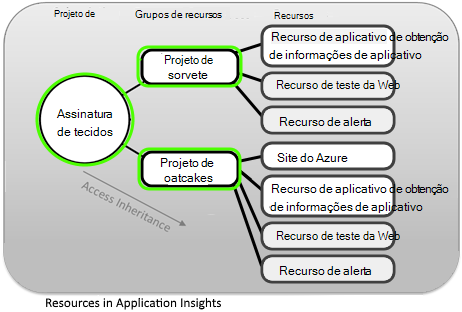 Projeto de
Grupos de recursos
Recursos
Assinatura
de tecidos
Projeto de
sorvete
Recurso de aplicativo de obtenção
de informações de aplicativo
Recurso de teste da Web
Recurso de alerta
Projeto de
oatcakes
Site do Azure
Recurso de aplicativo de obtenção
de informações de aplicativo
Recurso de teste da Web
Recurso de alerta
Access Inheritance
Resources in Application Insights